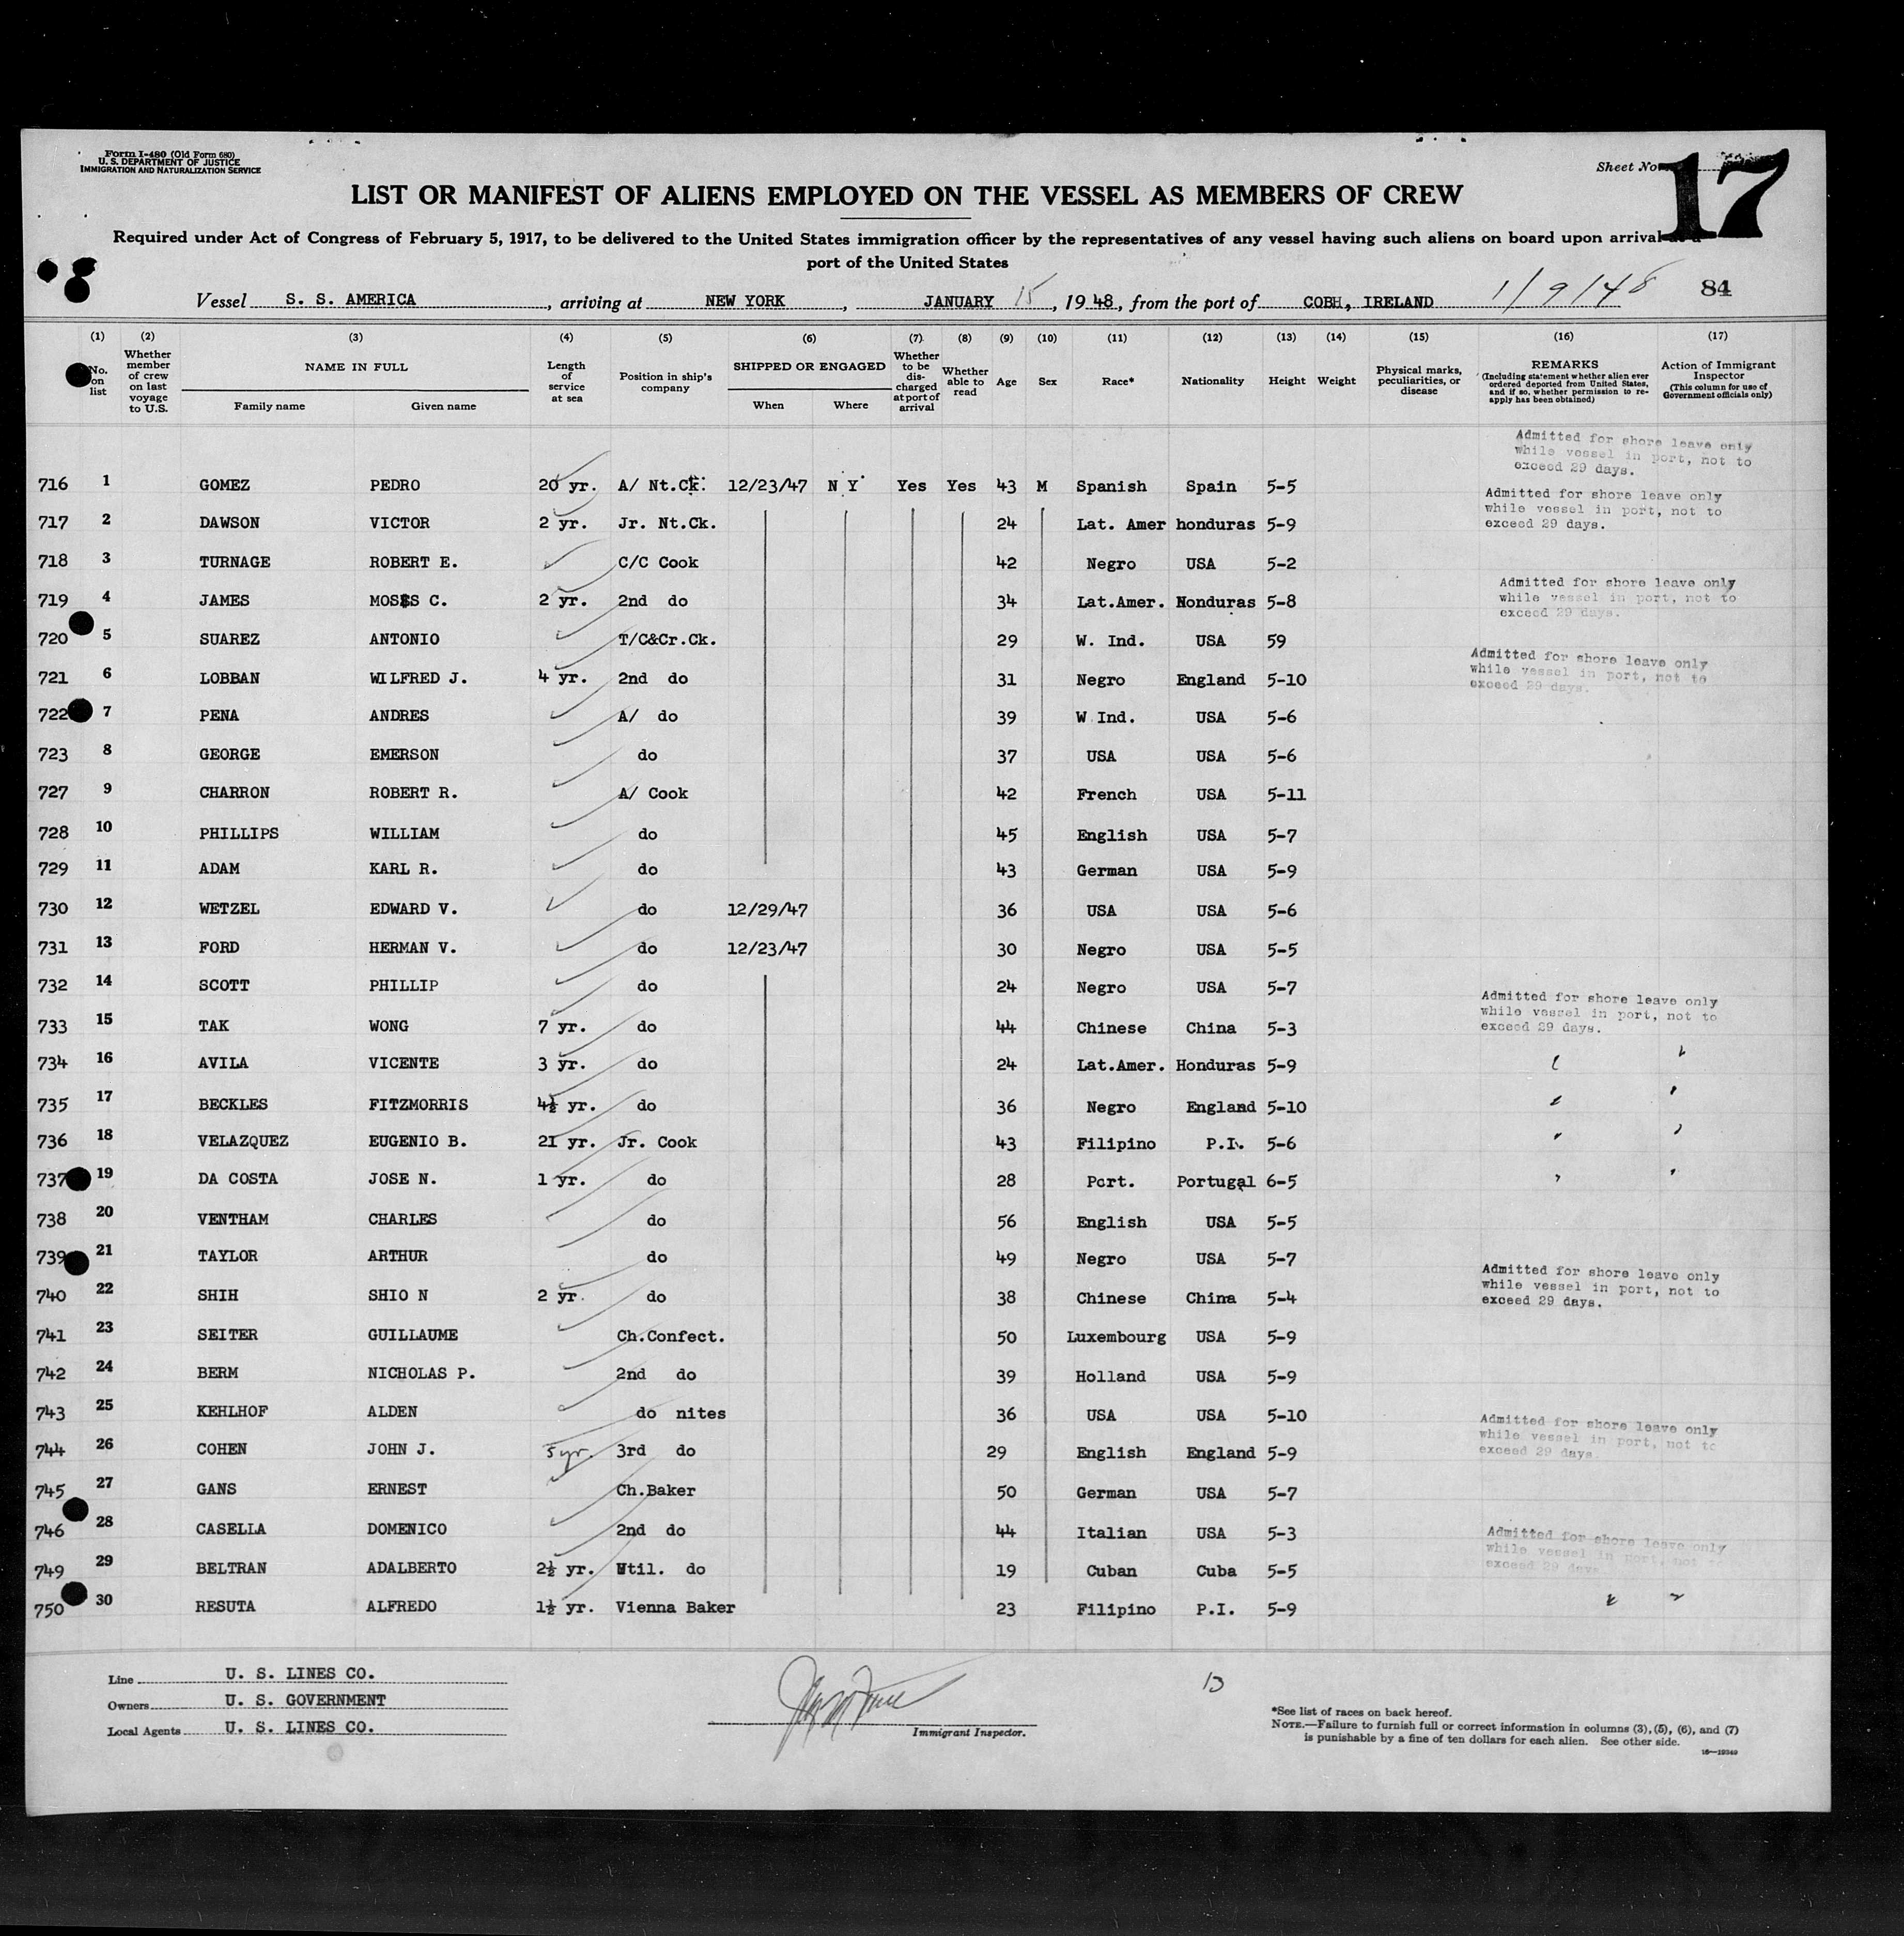 Form I-480 (Old Form 680)
U. S. DEPARTMENT OF JUSTICE
IMMIGRATION AND NATURALIZATION SERVICE
Sheet No. 17
LIST OR MANIFEST OF ALIENS EMPLOYED ON THE VESSEL AS MEMBERS OF CREW
Required under Act of Congress of February 5, 1917, to be delivered to the United States immigration officer by the representatives of any vessel having such aliens on board upon arrival at a
port of the United States
Vessel S. S. AMERICA, arriving at NEW YORK, JANUARY 15, 1948, from the port of COBH, IRELAND 1/9/48 84
(1) (2) (3) (4) (5) (6) (7) (8) (9) (10) (11) (12) (13) (14) (15) (16) (17)
No. on list
Whether member of crew on last voyage to U.S.
NAME IN FULL
Family name Given name
Length of service at sea
Position in ship's company
SHIPPED OR ENGAGED
When Where
Whether to be discharged at port of arrival
Whether able to read
Age
Sex
Race*
Nationality
Height
Weight
Physical marks, peculiarities, or disease
REMARKS
(Including statement whether alien ever ordered deported from United States, and if so, whether permission to reapply has been obtained)
Action of Immigrant Inspector
(This column for use of Government officials only)
Admitted for shore leave only
while vessel in port, not to
exceed 29 days.
716 1 GOMEZ PEDRO 20 yr. A/ Nt.Ck. 12/23/47 N Y Yes Yes 43 M Spanish Spain 5-5
Admitted for shore leave only
while vessel in port, not to
exceed 29 days.
717 2 DAWSON VICTOR 2 yr. Jr. Nt.Ck. 24 Lat. Amer honduras 5-9
718 3 TURNAGE ROBERT E. C/C Cook 42 Negro USA 5-2
Admitted for shore leave only
while vessel in port, not to
exceed 29 days.
719 4 JAMES MOSES C. 2 yr. 2nd do 34 Lat.Amer. Honduras 5-8
720 5 SUAREZ ANTONIO T/C&Cr.Ck. 29 W. Ind. USA 59
Admitted for shore leave only
while vessel in port, not to
exceed 29 days.
721 6 LOBBAN WILFRED J. 4 yr. 2nd do 31 Negro England 5-10
722 7 PENA ANDRES A/ do 39 W Ind. USA 5-6
723 8 GEORGE EMERSON do 37 USA USA 5-6
727 9 CHARRON ROBERT R. A/ Cook 42 French USA 5-11
728 10 PHILLIPS WILLIAM do 45 English USA 5-7
729 11 ADAM KARL R. do 43 German USA 5-9
730 12 WETZEL EDWARD V. do 12/29/47 36 USA USA 5-6
731 13 FORD HERMAN V. do 12/23/47 30 Negro USA 5-5
732 14 SCOTT PHILLIP do 24 Negro USA 5-7
Admitted for shore leave only
while vessel in port, not to
exceed 29 days.
733 15 TAK WONG 7 yr. do 44 Chinese China 5-3
734 16 AVILA VICENTE 3 yr. do 24 Lat.Amer. Honduras 5-9
735 17 BECKLES FITZMORRIS 4½ yr. do 36 Negro England 5-10
736 18 VELAZQUEZ EUGENIO B. 21 yr. Jr. Cook 43 Filipino P.I. 5-6
737 19 DA COSTA JOSE N. 1 yr. do 28 Port. Portugal 6-5
738 20 VENTHAM CHARLES do 56 English USA 5-5
739 21 TAYLOR ARTHUR do 49 Negro USA 5-7
Admitted for shore leave only
while vessel in port, not to
exceed 29 days.
740 22 SHIH SHIO N 2 yr. do 38 Chinese China 5-4
741 23 SEITER GUILLAUME Ch.Confect. 50 Luxembourg USA 5-9
742 24 BERM NICHOLAS P. 2nd do 39 Holland USA 5-9
743 25 KEHLHOF ALDEN do nites 36 USA USA 5-10
Admitted for shore leave only
while vessel in port, not to
exceed 29 days.
744 26 COHEN JOHN J. 5 yr. 3rd do 29 English England 5-9
745 27 GANS ERNEST Ch.Baker 50 German USA 5-7
746 28 CASELLA DOMENICO 2nd do 44 Italian USA 5-3
Admitted for shore leave only
while vessel in port, not to
exceed 29 days.
749 29 BELTRAN ADALBERTO 2½ yr. Util. do 19 Cuban Cuba 5-5
750 30 RESUTA ALFREDO 1½ yr. Vienna Baker 23 Filipino P.I. 5-9
Line U. S. LINES CO.
Owners U. S. GOVERNMENT
Local Agents U. S. LINES CO.
Immigrant Inspector.
13
*See list of races on back hereof.
NOTE.—Failure to furnish full or correct information in columns (3), (5), (6), and (7)
is punishable by a fine of ten dollars for each alien. See other side.
16—19349